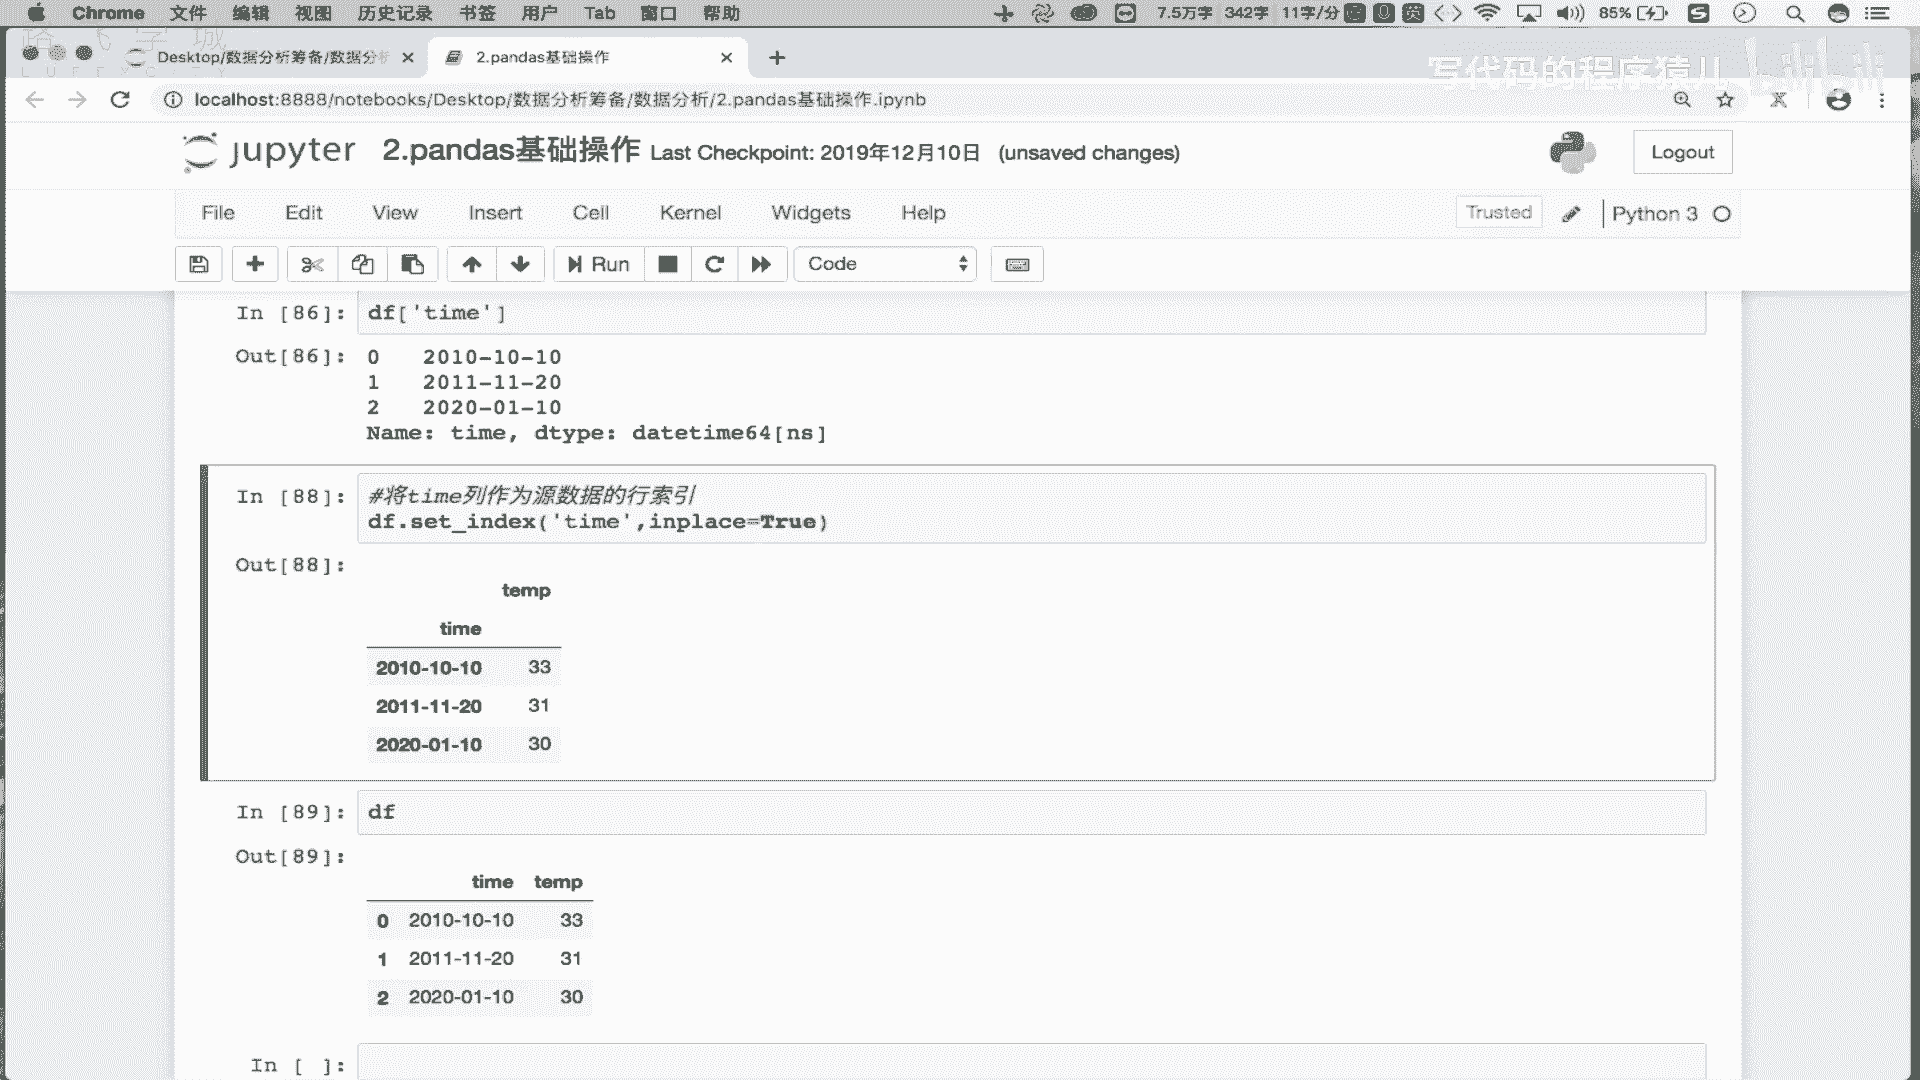 Chrome 文件 编辑 视图 历史记录 书签 用户 Tab 窗口 帮助 7.5万字 342字 11字/分 英 85%
Desktop/数据分析筹备/数据分析 2.pandas基础操作
写代码的程序猿儿 bilibili
localhost:8888/notebooks/Desktop/数据分析筹备/数据分析/2.pandas基础操作.ipynb
jupyter 2.pandas基础操作 Last Checkpoint: 2019年12月10日 (unsaved changes) Logout
File Edit View Insert Cell Kernel Widgets Help Trusted Python 3
Run Code
In [86]: df['time']
Out[86]: 0 2010-10-10
1 2011-11-20
2 2020-01-10
Name: time, dtype: datetime64[ns]
In [88]: #将time列作为源数据的行索引
df.set_index('time',inplace=True)
Out[88]:
temp
time
2010-10-10 33
2011-11-20 31
2020-01-10 30
In [89]: df
Out[89]:
time temp
0 2010-10-10 33
1 2011-11-20 31
2 2020-01-10 30
In [ ]: